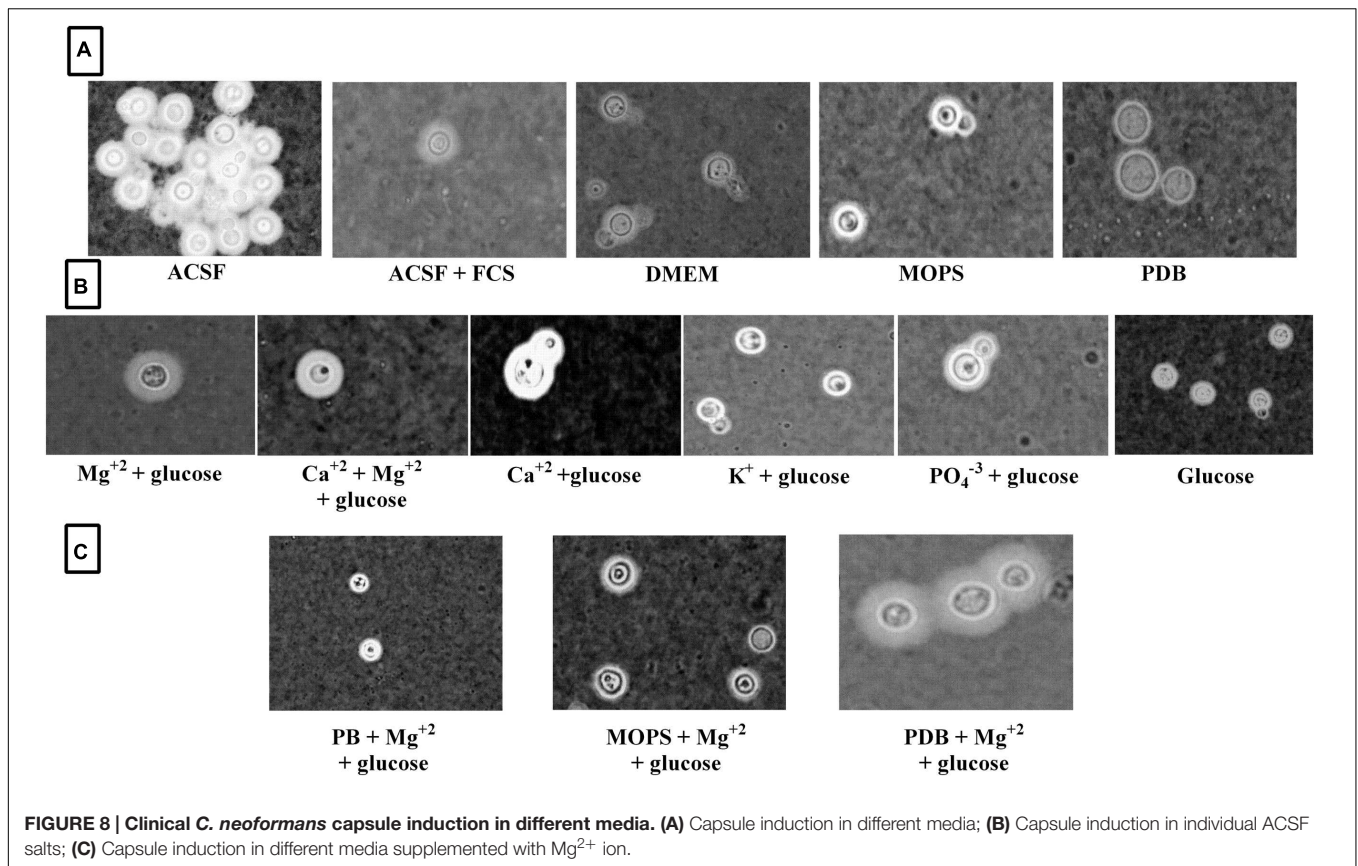 A
ACSF
ACSF + FCS
DMEM
MOPS
PDB
B
Mg+2 + glucose
Ca+2 + Mg+2
+ glucose
Ca+2 +glucose
K+ + glucose
PO4-3 + glucose
Glucose
C
PB + Mg+2
+ glucose
MOPS + Mg+2
+ glucose
PDB + Mg+2
+ glucose
FIGURE 8 | Clinical C. neoformans capsule induction in different media. (A) Capsule induction in different media; (B) Capsule induction in individual ACSF
salts; (C) Capsule induction in different media supplemented with Mg2+ ion.